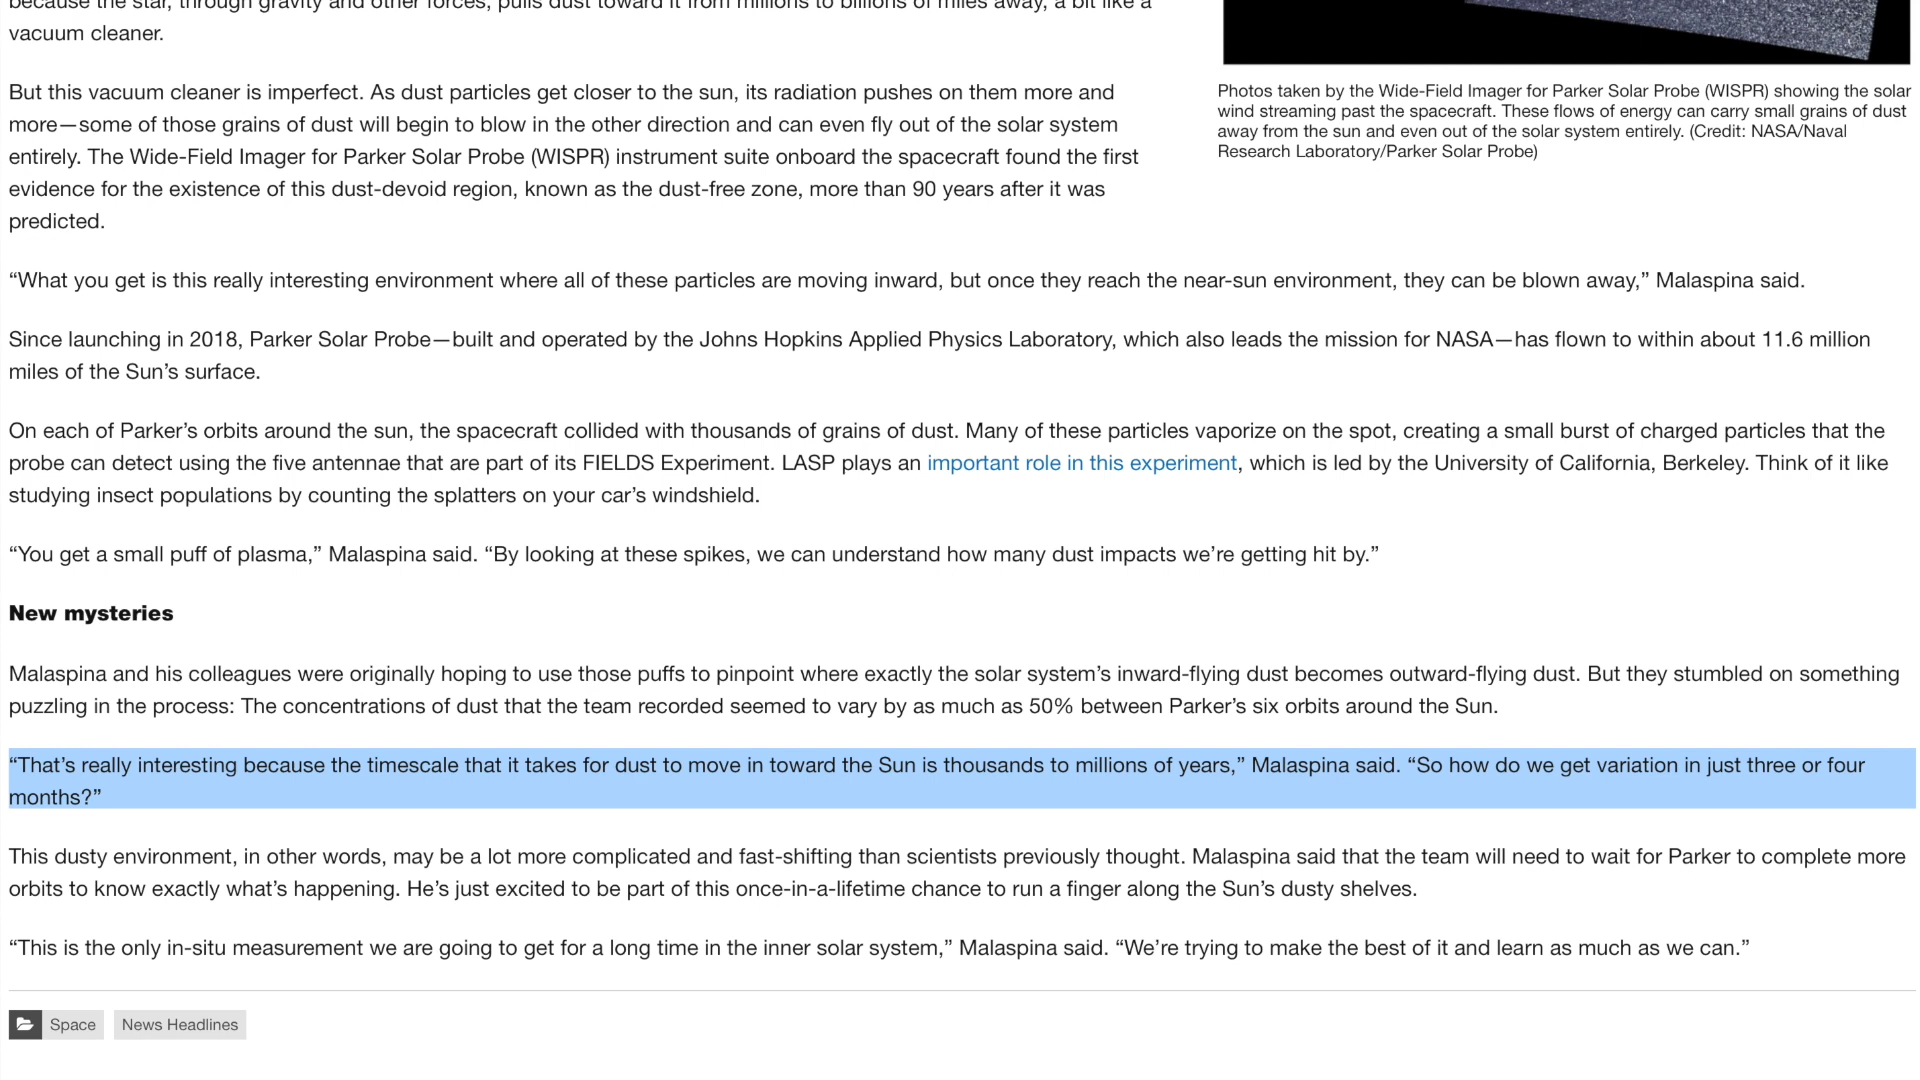 because the star, through gravity and other forces, pulls dust toward it from millions to billions of miles away, a bit like a
vacuum cleaner.
But this vacuum cleaner is imperfect. As dust particles get closer to the sun, its radiation pushes on them more and
more—some of those grains of dust will begin to blow in the other direction and can even fly out of the solar system
entirely. The Wide-Field Imager for Parker Solar Probe (WISPR) instrument suite onboard the spacecraft found the first
evidence for the existence of this dust-devoid region, known as the dust-free zone, more than 90 years after it was
predicted.
Photos taken by the Wide-Field Imager for Parker Solar Probe (WISPR) showing the solar
wind streaming past the spacecraft. These flows of energy can carry small grains of dust
away from the sun and even out of the solar system entirely. (Credit: NASA/Naval
Research Laboratory/Parker Solar Probe)
“What you get is this really interesting environment where all of these particles are moving inward, but once they reach the near-sun environment, they can be blown away,” Malaspina said.
Since launching in 2018, Parker Solar Probe—built and operated by the Johns Hopkins Applied Physics Laboratory, which also leads the mission for NASA—has flown to within about 11.6 million
miles of the Sun’s surface.
On each of Parker’s orbits around the sun, the spacecraft collided with thousands of grains of dust. Many of these particles vaporize on the spot, creating a small burst of charged particles that the
probe can detect using the five antennae that are part of its FIELDS Experiment. LASP plays an important role in this experiment, which is led by the University of California, Berkeley. Think of it like
studying insect populations by counting the splatters on your car’s windshield.
“You get a small puff of plasma,” Malaspina said. “By looking at these spikes, we can understand how many dust impacts we’re getting hit by.”
New mysteries
Malaspina and his colleagues were originally hoping to use those puffs to pinpoint where exactly the solar system’s inward-flying dust becomes outward-flying dust. But they stumbled on something
puzzling in the process: The concentrations of dust that the team recorded seemed to vary by as much as 50% between Parker’s six orbits around the Sun.
“That’s really interesting because the timescale that it takes for dust to move in toward the Sun is thousands to millions of years,” Malaspina said. “So how do we get variation in just three or four
months?”
This dusty environment, in other words, may be a lot more complicated and fast-shifting than scientists previously thought. Malaspina said that the team will need to wait for Parker to complete more
orbits to know exactly what’s happening. He’s just excited to be part of this once-in-a-lifetime chance to run a finger along the Sun’s dusty shelves.
“This is the only in-situ measurement we are going to get for a long time in the inner solar system,” Malaspina said. “We’re trying to make the best of it and learn as much as we can.”
Space
News Headlines